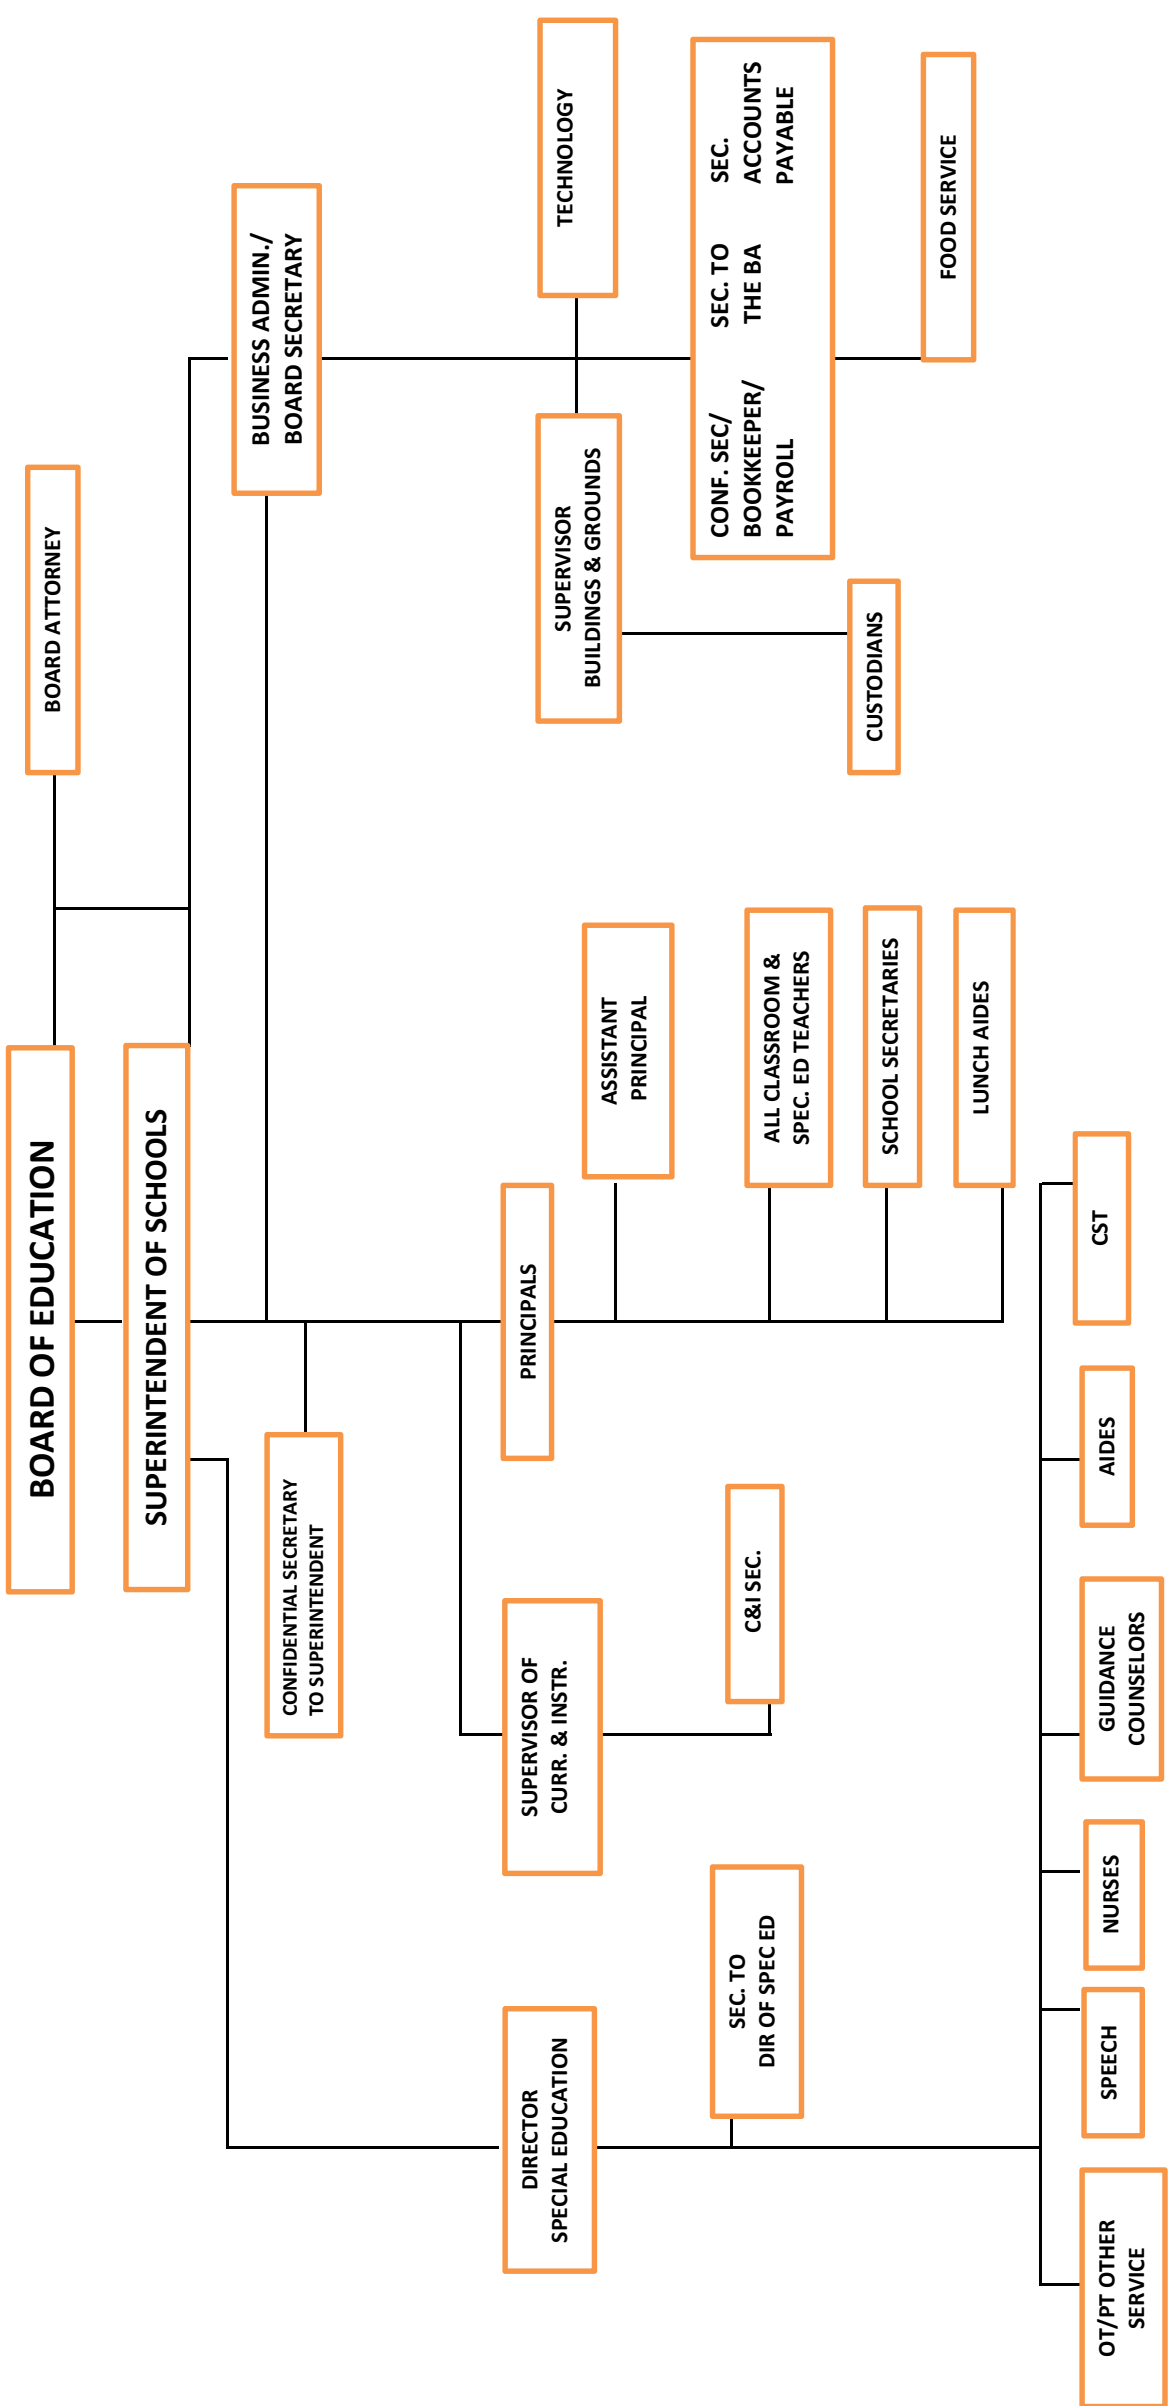 BOARD OF EDUCATION
BOARD ATTORNEY
SUPERINTENDENT OF SCHOOLS
CONFIDENTIAL SECRETARY
TO SUPERINTENDENT
BUSINESS ADMIN./
BOARD SECRETARY
DIRECTOR
SPECIAL EDUCATION
SUPERVISOR OF
CURR. & INSTR.
PRINCIPALS
SUPERVISOR
BUILDINGS & GROUNDS
TECHNOLOGY
ASSISTANT
PRINCIPAL
SEC. TO
DIR OF SPEC ED
C&I SEC.
ALL CLASSROOM &
SPEC. ED TEACHERS
CONF. SEC/
BOOKKEEPER/
PAYROLL
SEC. TO
THE BA
SEC.
ACCOUNTS
PAYABLE
SCHOOL SECRETARIES
CUSTODIANS
LUNCH AIDES
FOOD SERVICE
OT/PT OTHER
SERVICE
SPEECH
NURSES
GUIDANCE
COUNSELORS
AIDES
CST